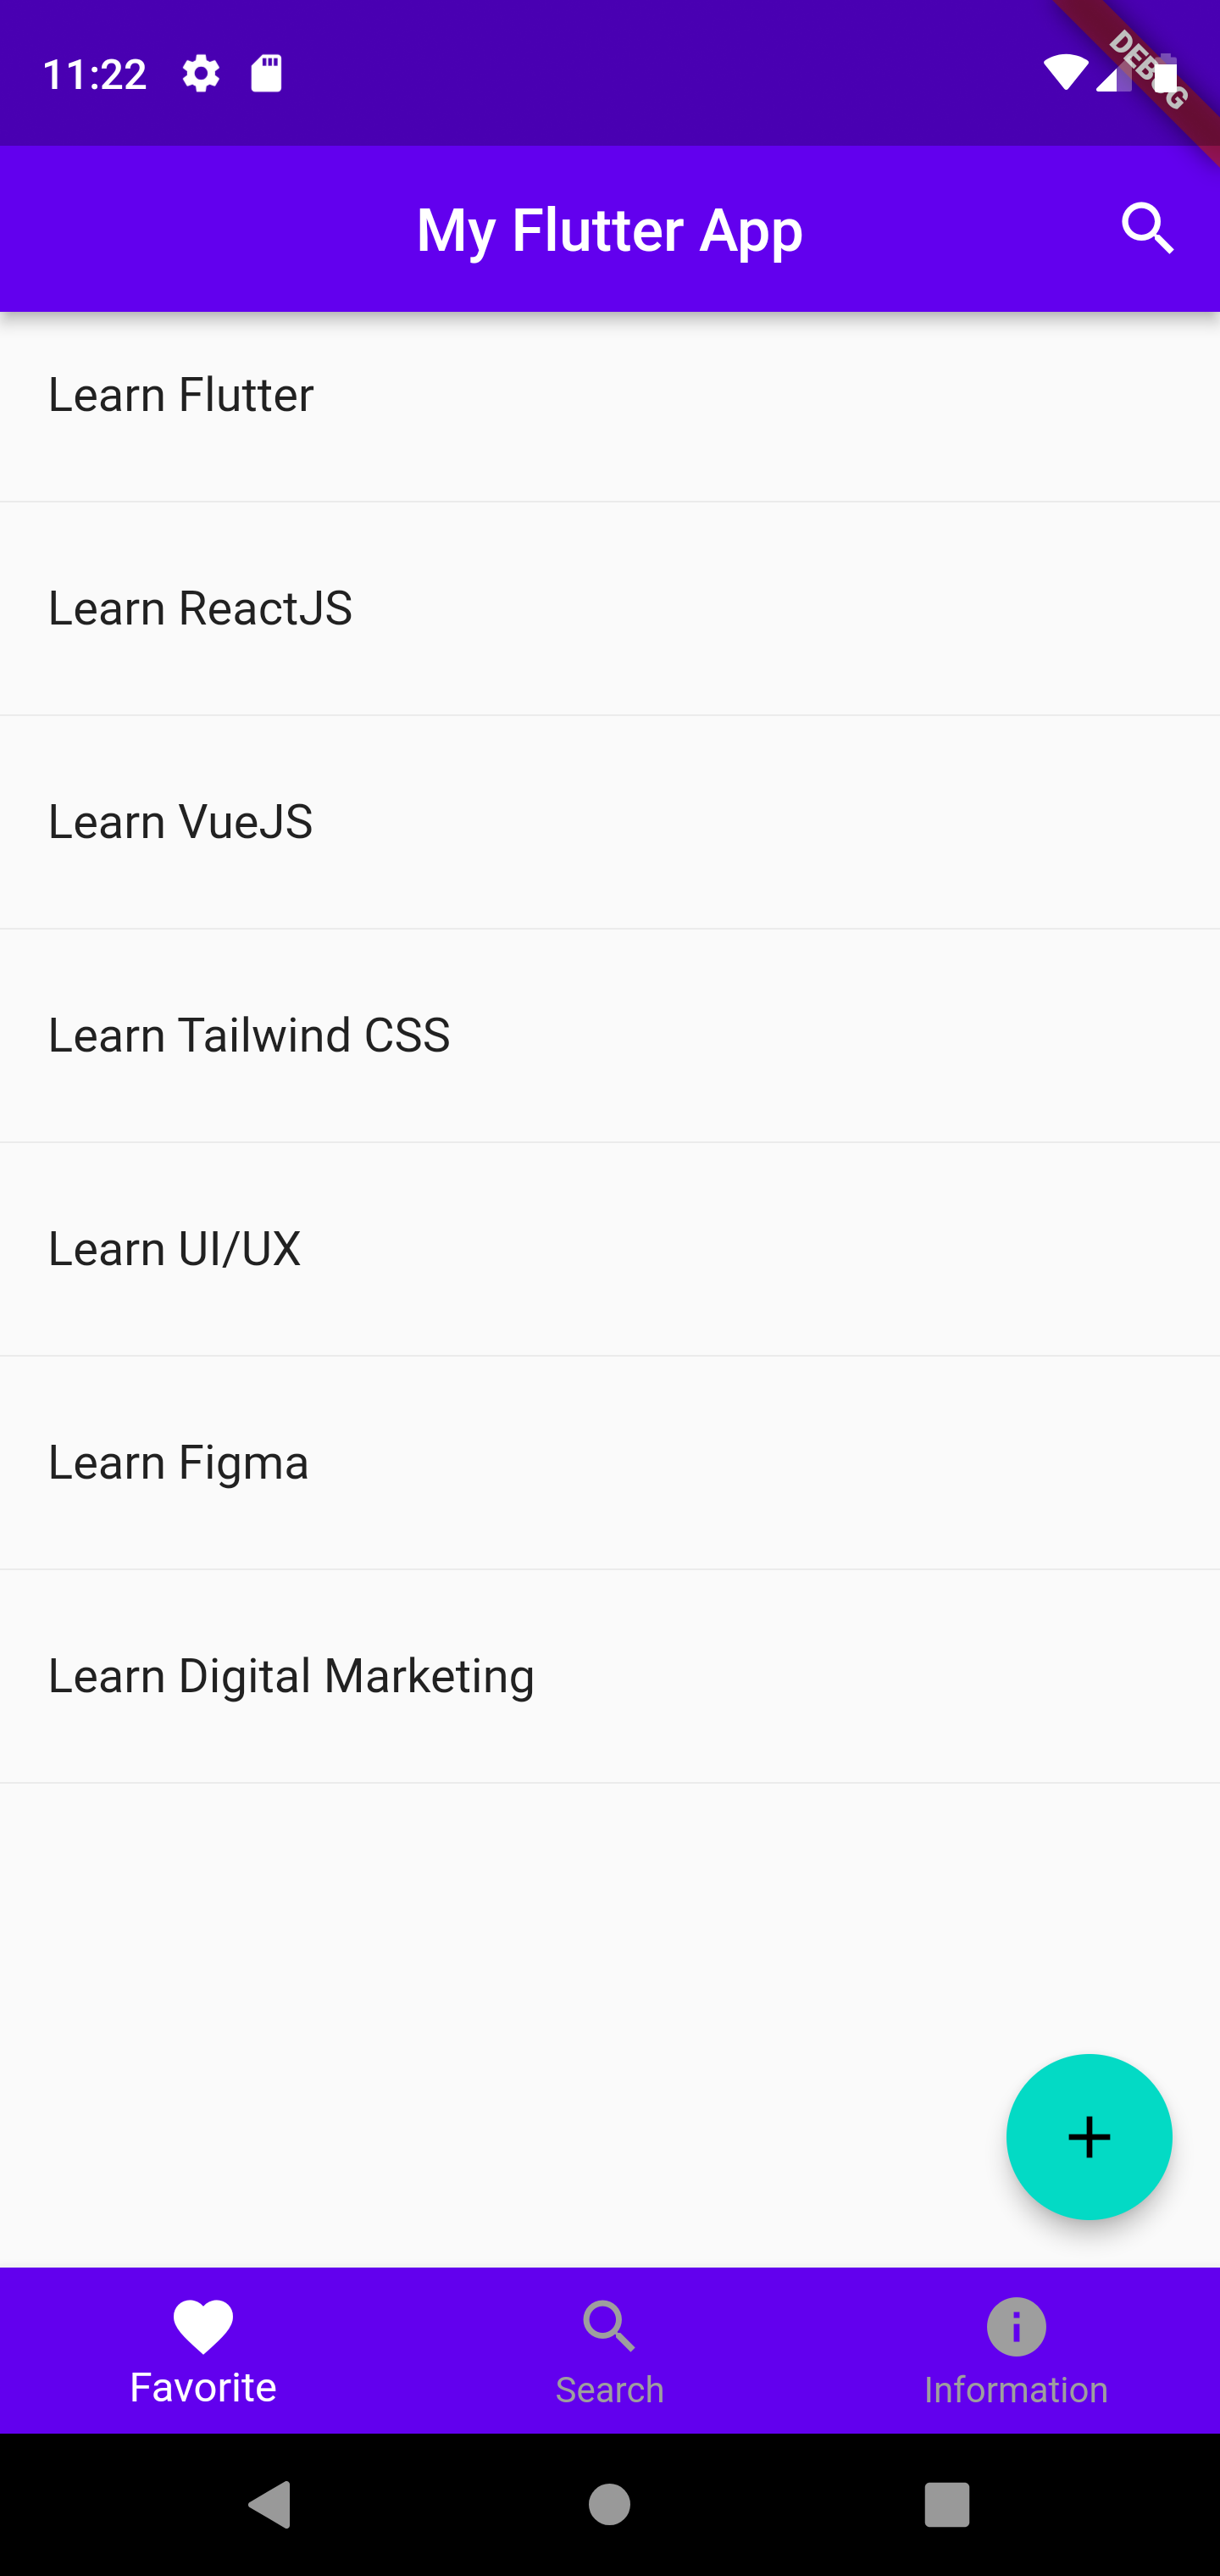 11:22
DEBUG
My Flutter App
Learn Flutter
Learn ReactJS
Learn VueJS
Learn Tailwind CSS
Learn UI/UX
Learn Figma
Learn Digital Marketing
Favorite
Search
Information